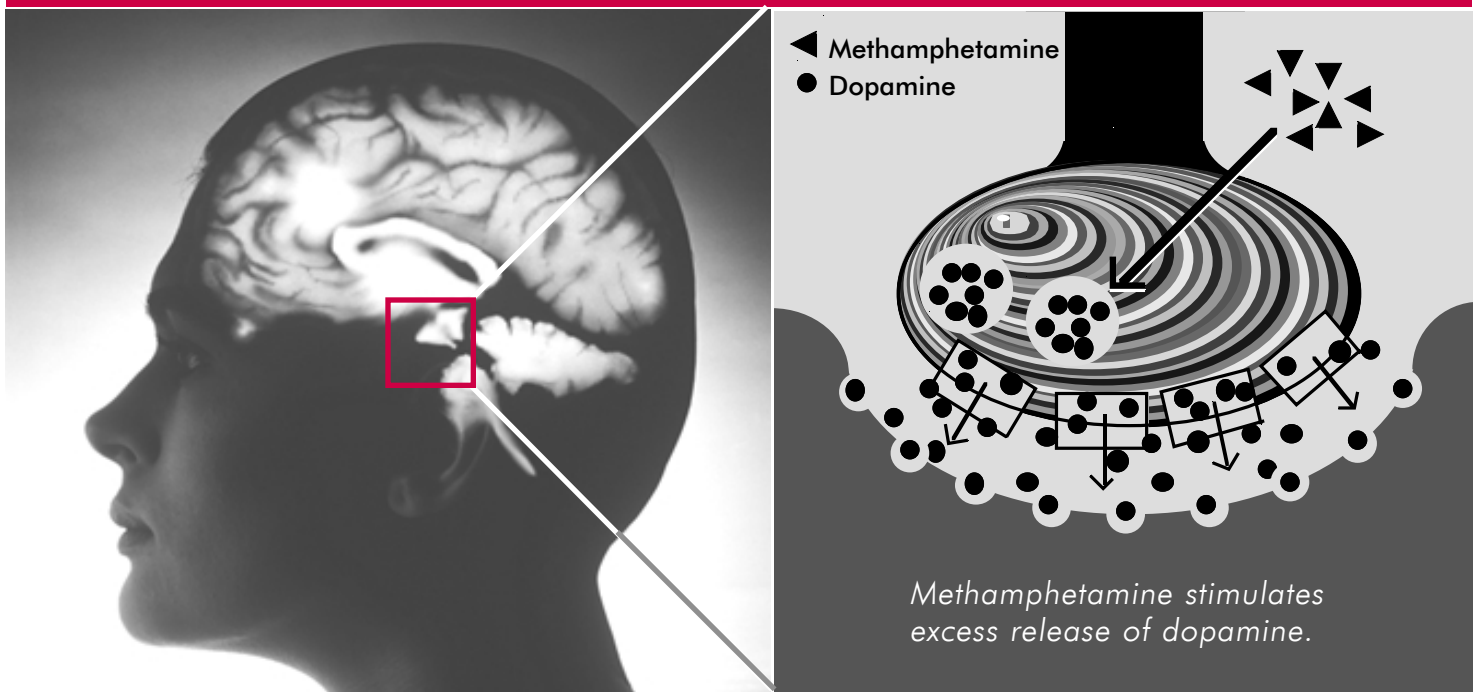 Methamphetamine
Dopamine
Methamphetamine stimulates
excess release of dopamine.